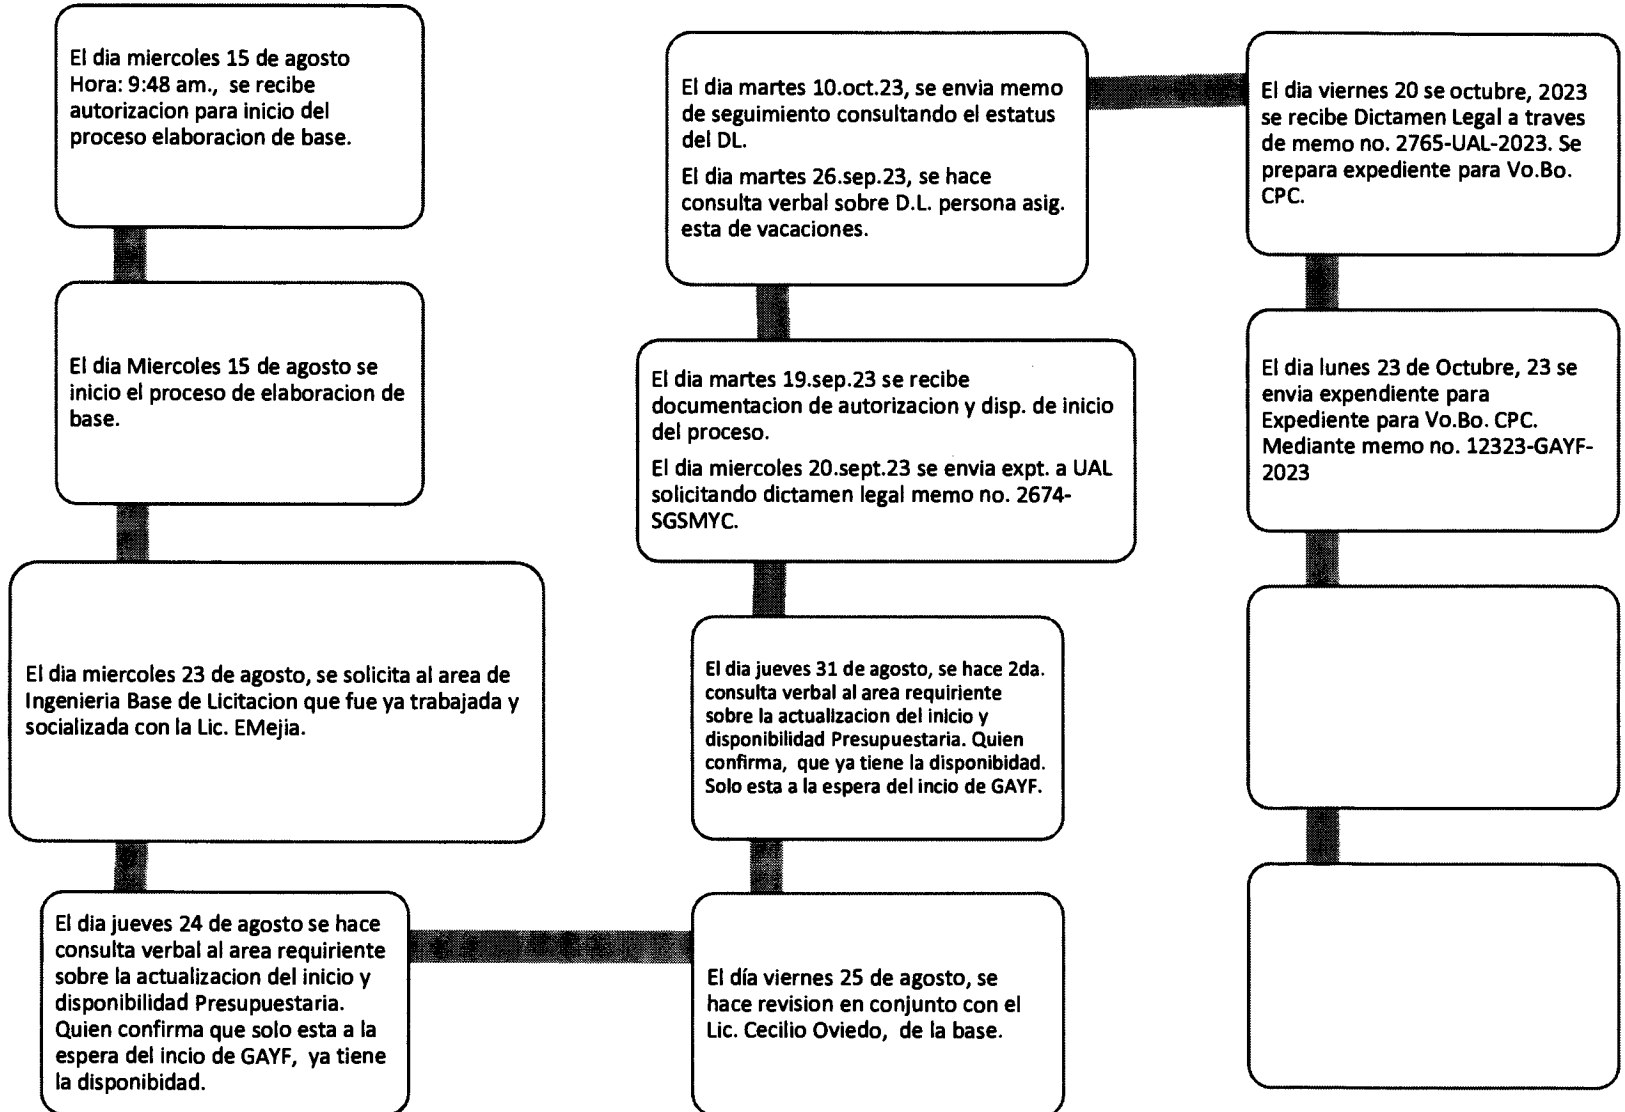 El dia miercoles 15 de agosto
Hora: 9:48 am.,  se recibe
autorizacion para inicio del
proceso elaboracion de base.
El dia Miercoles 15 de agosto se
inicio el proceso de elaboracion de
base.
El dia miercoles 23 de agosto, se solicita al area de
Ingenieria Base de Licitacion que fue ya trabajada y
socializada con la Lic. EMejia.
El dia jueves 24 de agosto se hace
consulta verbal al area requiriente
sobre la actualizacion del inicio y
disponibilidad Presupuestaria.
Quien confirma que solo esta a la
espera del incio de GAYF,  ya tiene
la disponibidad.
El día viernes 25 de agosto, se
hace revision en conjunto con el
Lic. Cecilio Oviedo,  de la base.
El dia jueves 31 de agosto, se hace 2da.
consulta verbal al area requiriente
sobre la actualizacion del inicio y
disponibilidad Presupuestaria. Quien
confirma,  que ya tiene la disponibidad.
Solo esta a la espera del incio de GAYF.
El dia martes 19.sep.23 se recibe
documentacion de autorizacion y disp. de inicio
del proceso.
El dia miercoles 20.sept.23 se envia expt. a UAL
solicitando dictamen legal memo no. 2674-
SGSMYC.
El dia martes 10.oct.23, se envia memo
de seguimiento consultando el estatus
del DL.
El dia martes 26.sep.23, se hace
consulta verbal sobre D.L. persona asig.
esta de vacaciones.
El dia viernes 20 se octubre, 2023
se recibe Dictamen Legal a traves
de memo no. 2765-UAL-2023. Se
prepara expediente para Vo.Bo.
CPC.
El dia lunes 23 de Octubre, 23 se
envia expendiente para
Expediente para Vo.Bo. CPC.
Mediante memo no. 12323-GAYF-
2023